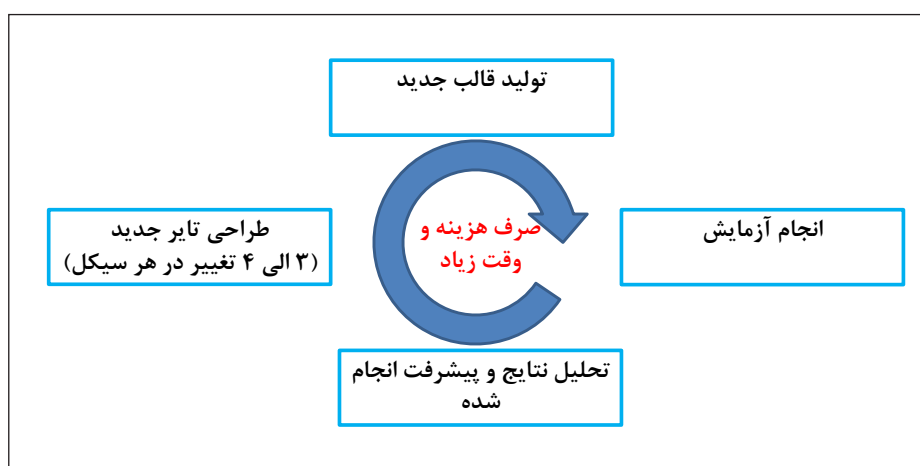 تولید قالب جدید
انجام آزمایش
صرف هزینه و
وقت زیاد
طراحی تایر جدید
(۳ الی ۴ تغییر در هر سیکل)
تحلیل نتایج و پیشرفت انجام
شده